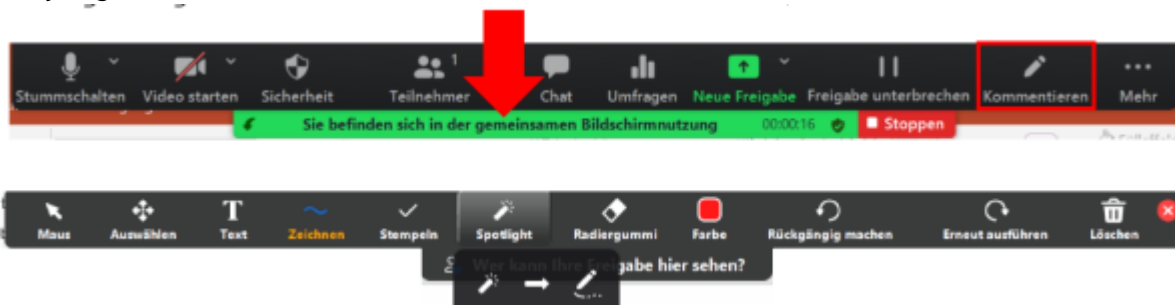 1
Stummschalten Video starten Sicherheit Teilnehmer Chat Umfragen Neue Freigabe Freigabe unterbrechen Kommentieren Mehr
Sie befinden sich in der gemeinsamen Bildschirmnutzung 00:00:16 Stoppen
Maus Auswählen Text Zeichnen Stempeln Spotlight Radiergummi Farbe Rückgängig machen Erneut ausführen Löschen
Wer kann Ihre Freigabe hier sehen?